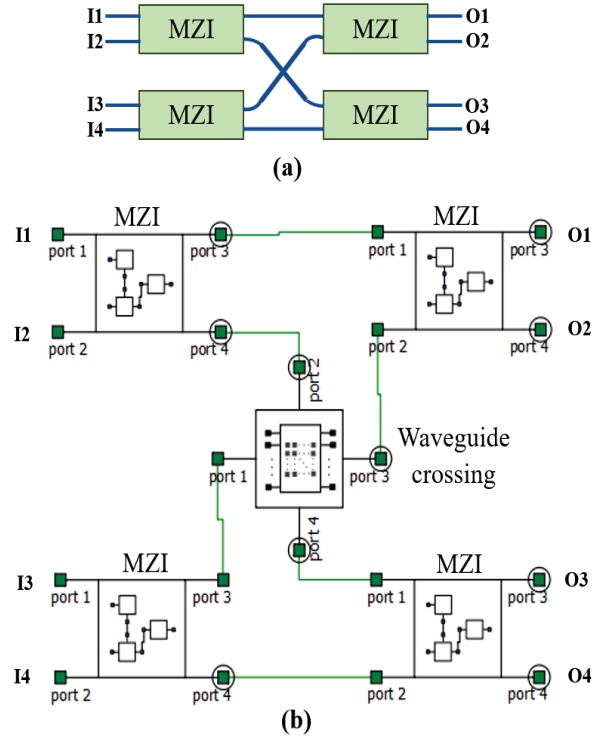 I1 MZI MZI O1
I2 O2
I3 MZI MZI O3
I4 O4
(a)
MZI MZI
I1 O1
port 1 port 3 port 1 port 3
I2 O2
port 2 port 4 port 2 port 4
port 2
Waveguide
crossing
port 1 port 3
port 4
MZI MZI
I3 O3
port 1 port 3 port 1 port 3
I4 O4
port 2 port 4 port 2 port 4
(b)